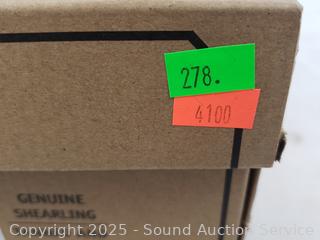 278.
4100
GENUINE
SHEARLING
Copyright 2025 - Sound Auction Service